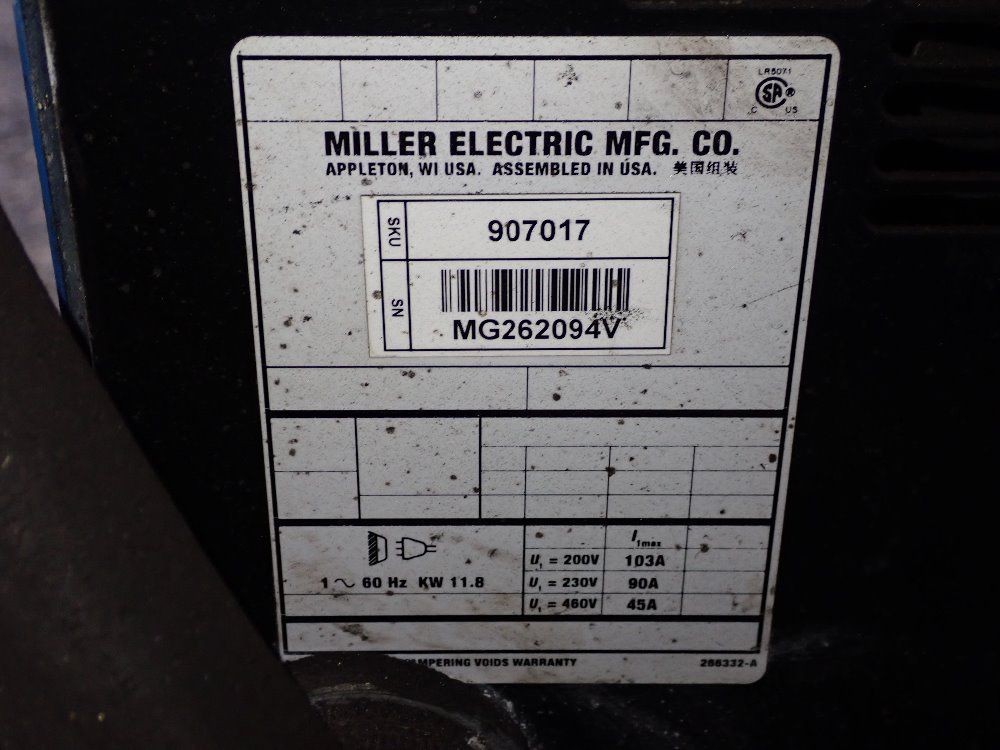 LR5071
SA ®
C US
MILLER ELECTRIC MFG. CO.
APPLETON, WI USA. ASSEMBLED IN USA. 美国组装
SKU 907017
SN
MG262094V
I1max
U1 = 200V 103A
1 ~ 60 Hz KW 11.8 U1 = 230V 90A
U1 = 460V 45A
VOIDS WARRANTY 266332-A